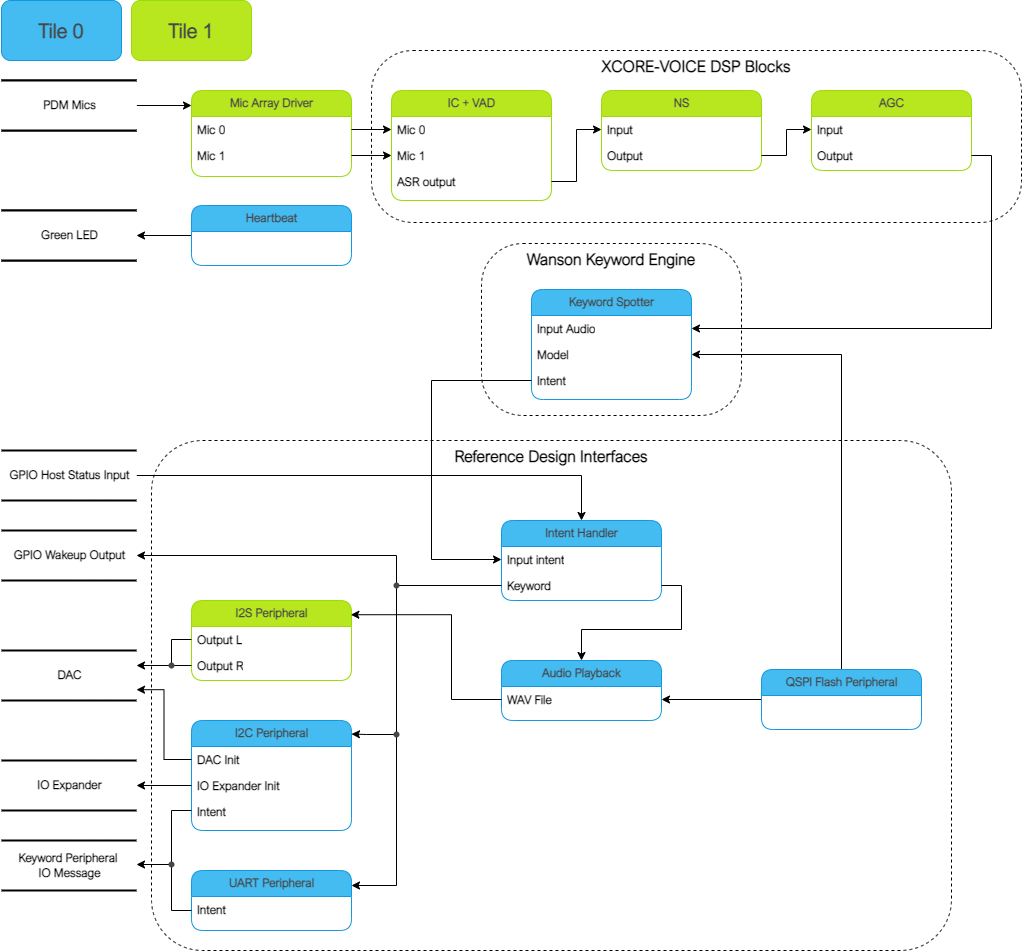 Tile 0
Tile 1
XCORE-VOICE DSP Blocks
PDM Mics
Mic Array Driver
Mic 0
Mic 1
IC + VAD
Mic 0
Mic 1
ASR output
NS
Input
Output
AGC
Input
Output
Green LED
Heartbeat
Wanson Keyword Engine
Keyword Spotter
Input Audio
Model
Intent
Reference Design Interfaces
GPIO Host Status Input
Intent Handler
Input intent
Keyword
GPIO Wakeup Output
I2S Peripheral
Output L
Output R
DAC
Audio Playback
WAV File
QSPI Flash Peripheral
I2C Peripheral
DAC Init
IO Expander Init
Intent
IO Expander
Keyword Peripheral
IO Message
UART Peripheral
Intent